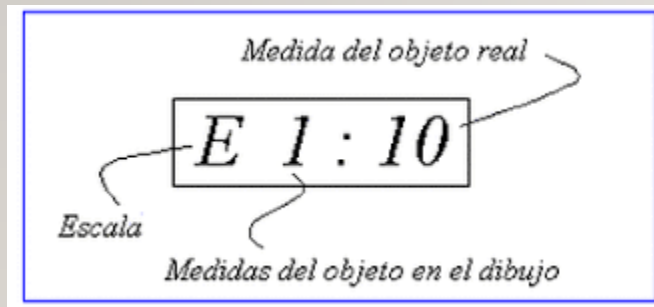 Medida del objeto real
E 1 : 10
Escala
Medidas del objeto en el dibujo